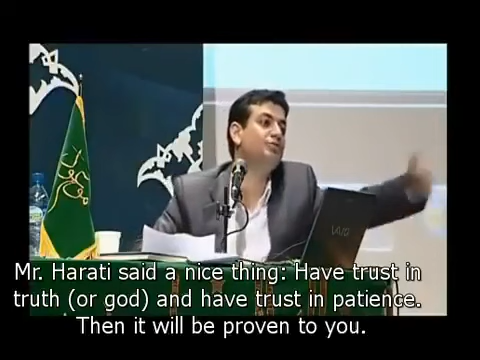 VAIO
Mr. Harati said a nice thing: Have trust in
truth (or god) and have trust in patience.
Then it will be proven to you.